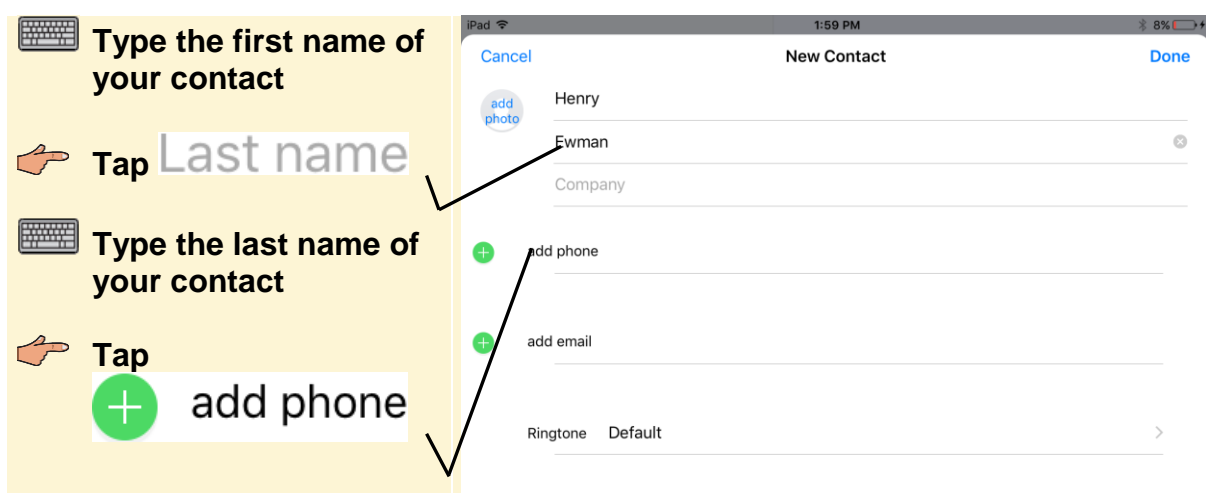 Type the first name of
your contact
Tap Last name
Type the last name of
your contact
Tap
add phone
iPad 1:59 PM 8%
Cancel New Contact Done
add
photo
Henry
Ewman
Company
add phone
add email
Ringtone Default